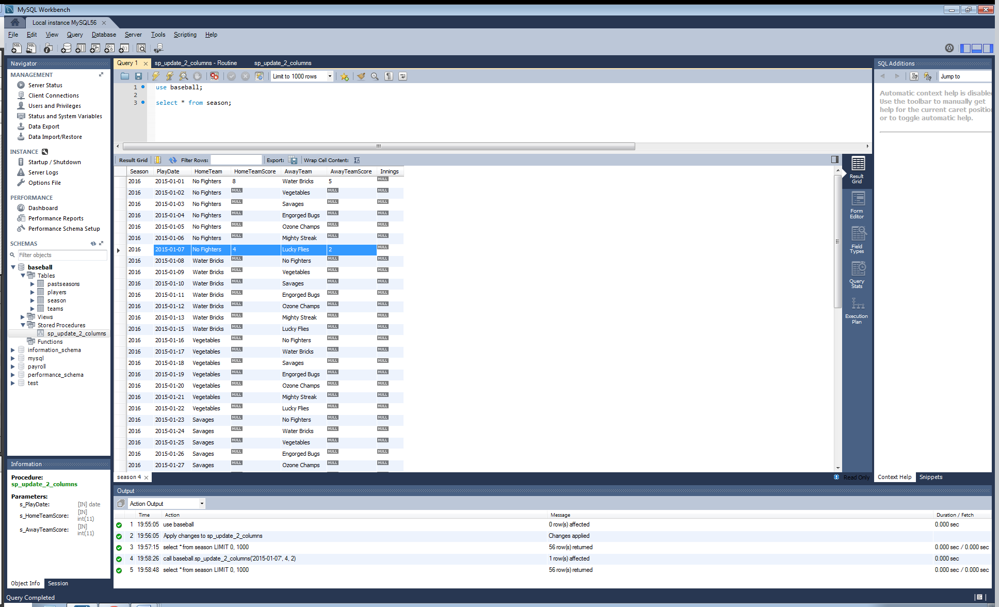 MySQL Workbench
Local instance MySQL56
File Edit View Query Database Server Tools Scripting Help
Navigator
MANAGEMENT
Server Status
Client Connections
Users and Privileges
Status and System Variables
Data Export
Data Import/Restore
INSTANCE
Startup / Shutdown
Server Logs
Options File
PERFORMANCE
Dashboard
Performance Reports
Performance Schema Setup
SCHEMAS
Filter objects
baseball
Tables
pastseasons
players
season
teams
Views
Stored Procedures
sp_update_2_columns
Functions
information_schema
mysql
payroll
performance_schema
test
Information
Procedure:
sp_update_2_columns
Parameters:
s_PlayDate: [IN] date
s_HomeTeamScore: [IN] int(11)
s_AwayTeamScore: [IN] int(11)
Object Info Session
Query Completed
Query 1 sp_update_2_columns - Routine sp_update_2_columns
Limit to 1000 rows
1 use baseball;
2
3 select * from season;
Result Grid Filter Rows: Export: Wrap Cell Content:
Season PlayDate HomeTeam HomeTeamScore AwayTeam AwayTeamScore Innings
2016 2015-01-01 No Fighters 8 Water Bricks 5 NULL
2016 2015-01-02 No Fighters NULL Vegetables NULL NULL
2016 2015-01-03 No Fighters NULL Savages NULL NULL
2016 2015-01-04 No Fighters NULL Engorged Bugs NULL NULL
2016 2015-01-05 No Fighters NULL Ozone Champs NULL NULL
2016 2015-01-06 No Fighters NULL Mighty Streak NULL NULL
2016 2015-01-07 No Fighters 4 Lucky Flies 2 NULL
2016 2015-01-08 Water Bricks NULL No Fighters NULL NULL
2016 2015-01-09 Water Bricks NULL Vegetables NULL NULL
2016 2015-01-10 Water Bricks NULL Savages NULL NULL
2016 2015-01-11 Water Bricks NULL Engorged Bugs NULL NULL
2016 2015-01-12 Water Bricks NULL Ozone Champs NULL NULL
2016 2015-01-13 Water Bricks NULL Mighty Streak NULL NULL
2016 2015-01-15 Water Bricks NULL Lucky Flies NULL NULL
2016 2015-01-16 Vegetables NULL No Fighters NULL NULL
2016 2015-01-17 Vegetables NULL Water Bricks NULL NULL
2016 2015-01-18 Vegetables NULL Savages NULL NULL
2016 2015-01-19 Vegetables NULL Engorged Bugs NULL NULL
2016 2015-01-20 Vegetables NULL Ozone Champs NULL NULL
2016 2015-01-21 Vegetables NULL Mighty Streak NULL NULL
2016 2015-01-22 Vegetables NULL Lucky Flies NULL NULL
2016 2015-01-23 Savages NULL No Fighters NULL NULL
2016 2015-01-24 Savages NULL Water Bricks NULL NULL
2016 2015-01-25 Savages NULL Vegetables NULL NULL
2016 2015-01-26 Savages NULL Engorged Bugs NULL NULL
2016 2015-01-27 Savages NULL Ozone Champs NULL NULL
Result Grid
Form Editor
Field Types
Query Stats
Execution Plan
season 4 Read Only
Output
Action Output
Time Action Message Duration / Fetch
1 19:55:05 use baseball 0 row(s) affected 0.000 sec
2 19:56:05 Apply changes to sp_update_2_columns Changes applied
3 19:57:15 select * from season LIMIT 0, 1000 56 row(s) returned 0.000 sec / 0.000 sec
4 19:58:26 call baseball.sp_update_2_columns('2015-01-07', 4, 2) 1 row(s) affected 0.000 sec
5 19:58:48 select * from season LIMIT 0, 1000 56 row(s) returned 0.000 sec / 0.000 sec
SQL Additions
Jump to
Automatic context help is disable
Use the toolbar to manually get
help for the current caret positio
or to toggle automatic help.
Context Help Snippets